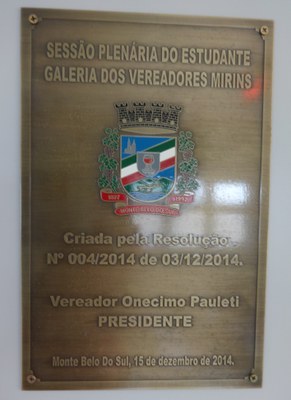 SESSÃO PLENÁRIA DO ESTUDANTE
GALERIA DOS VEREADORES MIRINS
Criada pela Resolução
Nº 004/2014 de 03/12/2014.
Vereador Onecimo Pauleti
PRESIDENTE
Monte Belo Do Sul, 15 de dezembro de 2014.